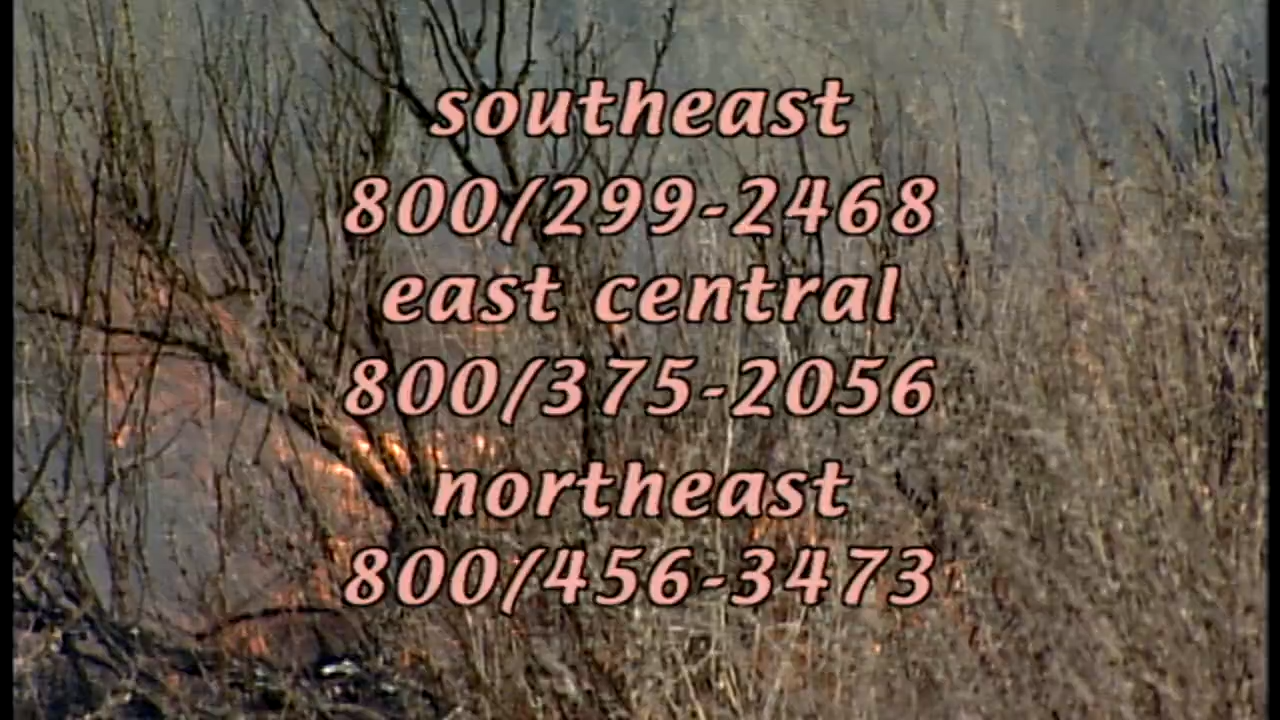 southeast
800/299-2468
east central
800/375-2056
northeast
800/456-3473